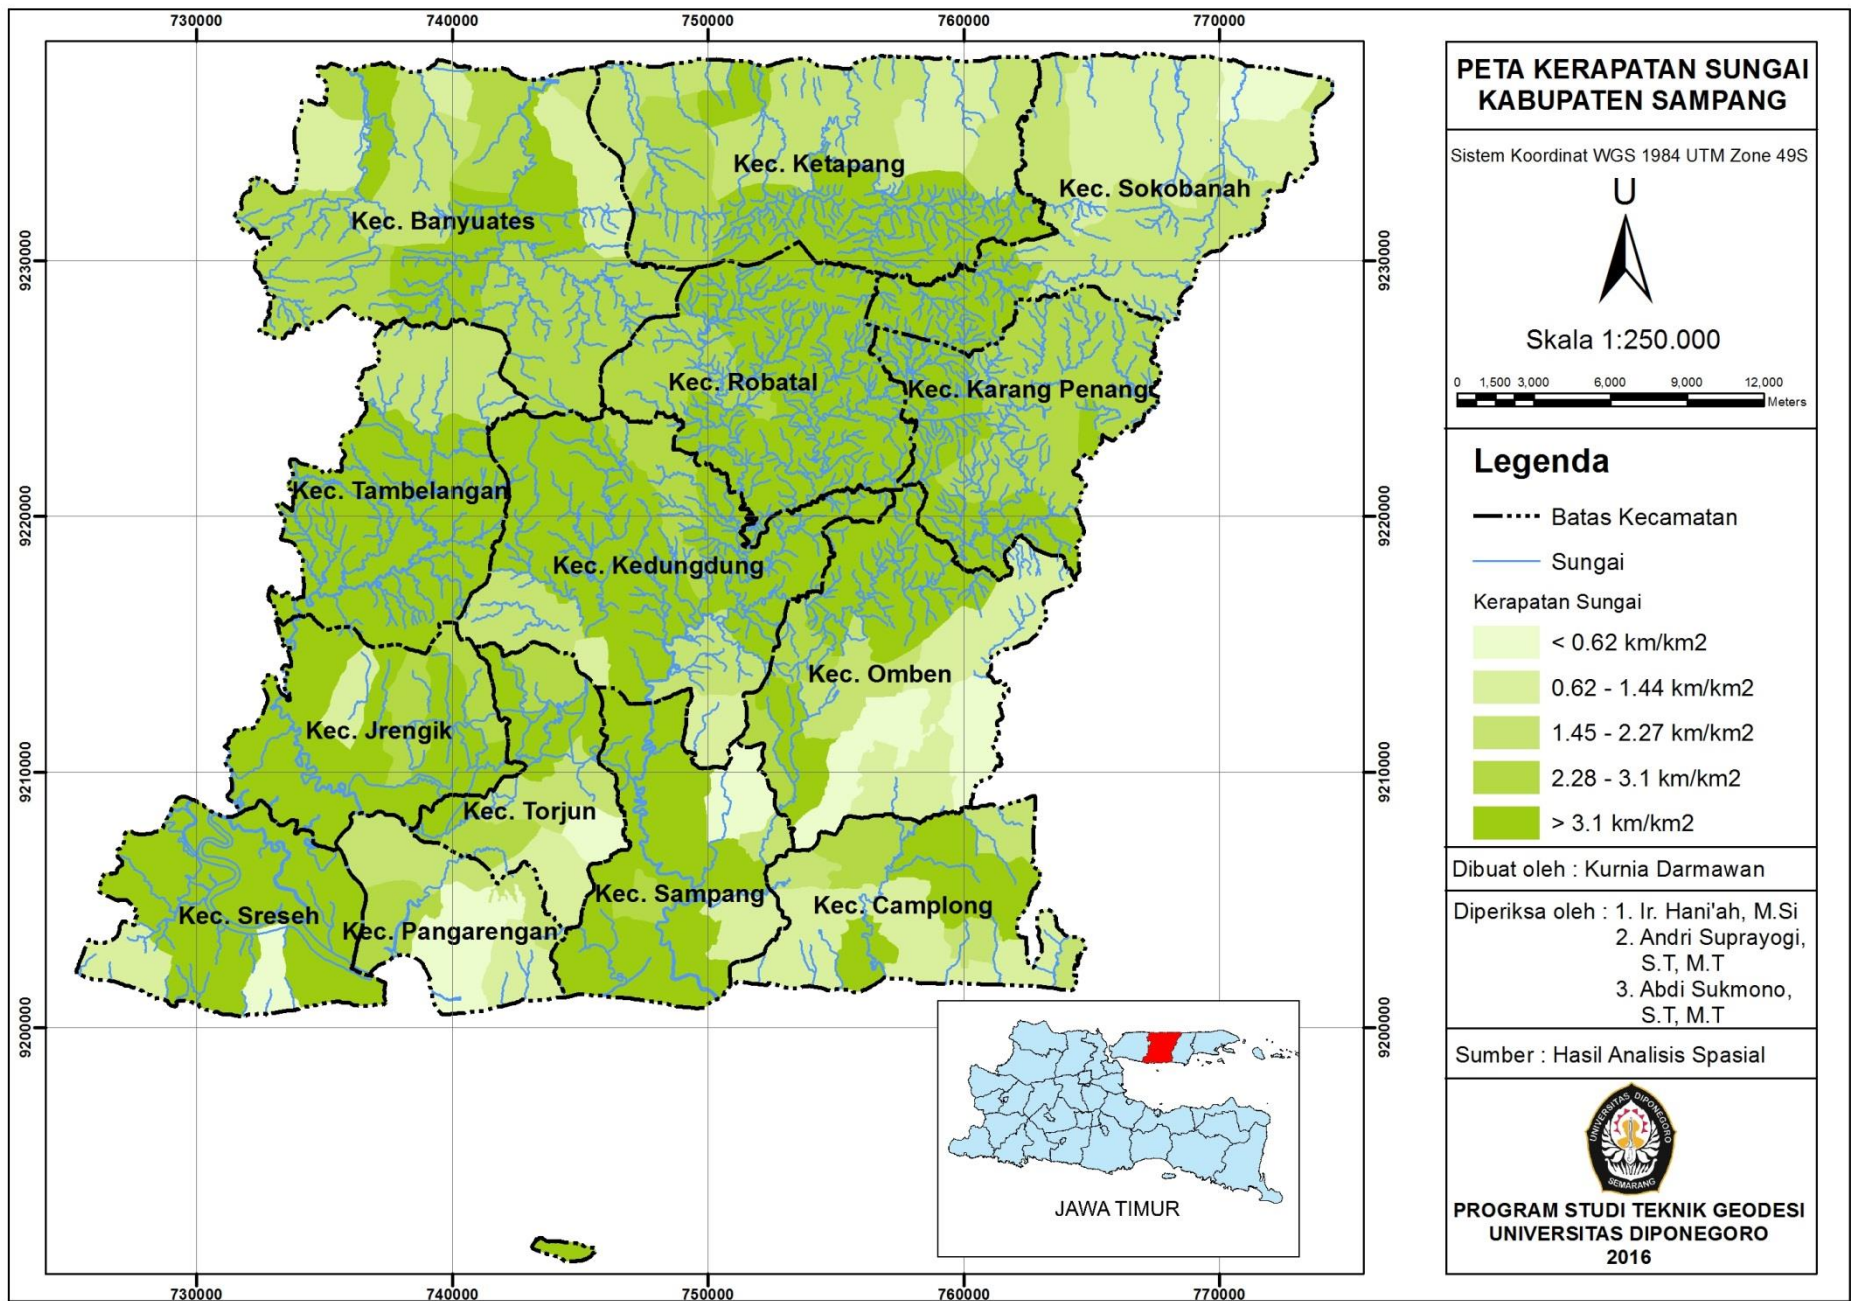 730000
740000
750000
760000
770000
9230000
9220000
9210000
9200000
9230000
9220000
9210000
9200000
Kec. Ketapang
Kec. Sokobanah
Kec. Banyuates
Kec. Robatal
Kec. Karang Penang
Kec. Tambelangan
Kec. Kedungdung
Kec. Omben
Kec. Jrengik
Kec. Torjun
Kec. Sampang
Kec. Camplong
Kec. Sreseh
Kec. Pangarengan
JAWA TIMUR
730000
740000
750000
760000
770000
PETA KERAPATAN SUNGAI
KABUPATEN SAMPANG
Sistem Koordinat WGS 1984 UTM Zone 49S
U
Skala 1:250.000
0 1,500 3,000 6,000 9,000 12,000
Meters
Legenda
Batas Kecamatan
Sungai
Kerapatan Sungai
< 0.62 km/km2
0.62 - 1.44 km/km2
1.45 - 2.27 km/km2
2.28 - 3.1 km/km2
> 3.1 km/km2
Dibuat oleh : Kurnia Darmawan
Diperiksa oleh : 1. Ir. Hani'ah, M.Si
2. Andri Suprayogi,
S.T, M.T
3. Abdi Sukmono,
S.T, M.T
Sumber : Hasil Analisis Spasial
UNIVERSITAS DIPONEGORO
SEMARANG
PROGRAM STUDI TEKNIK GEODESI
UNIVERSITAS DIPONEGORO
2016